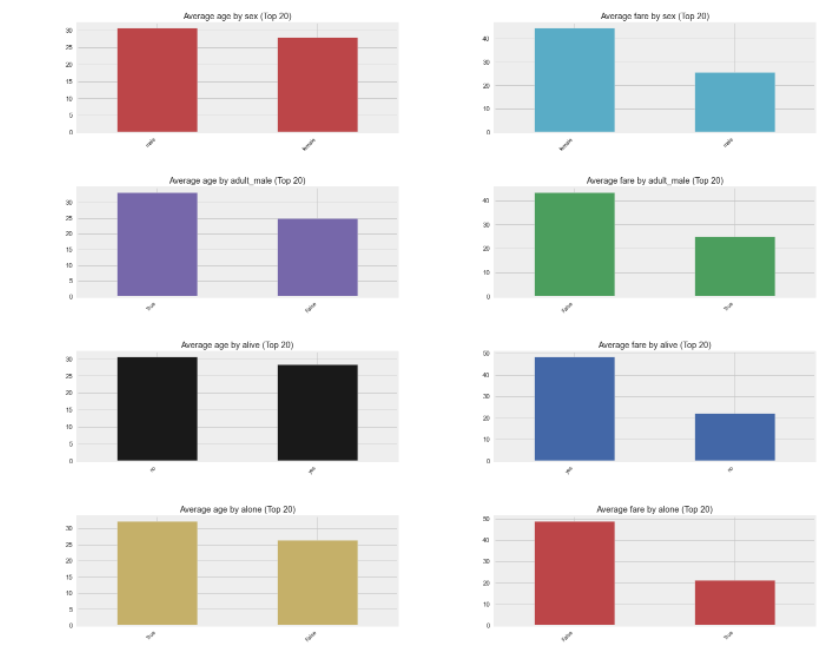 Average age by sex (Top 20)
30
25
20
15
10
5
0
male
female
Average fare by sex (Top 20)
40
30
20
10
0
female
male
Average age by adult_male (Top 20)
30
25
20
15
10
5
0
True
False
Average fare by adult_male (Top 20)
40
30
20
10
0
False
True
Average age by alive (Top 20)
30
25
20
15
10
5
0
no
yes
Average fare by alive (Top 20)
50
40
30
20
10
0
yes
no
Average age by alone (Top 20)
30
25
20
15
10
5
0
True
False
Average fare by alone (Top 20)
50
40
30
20
10
0
False
True